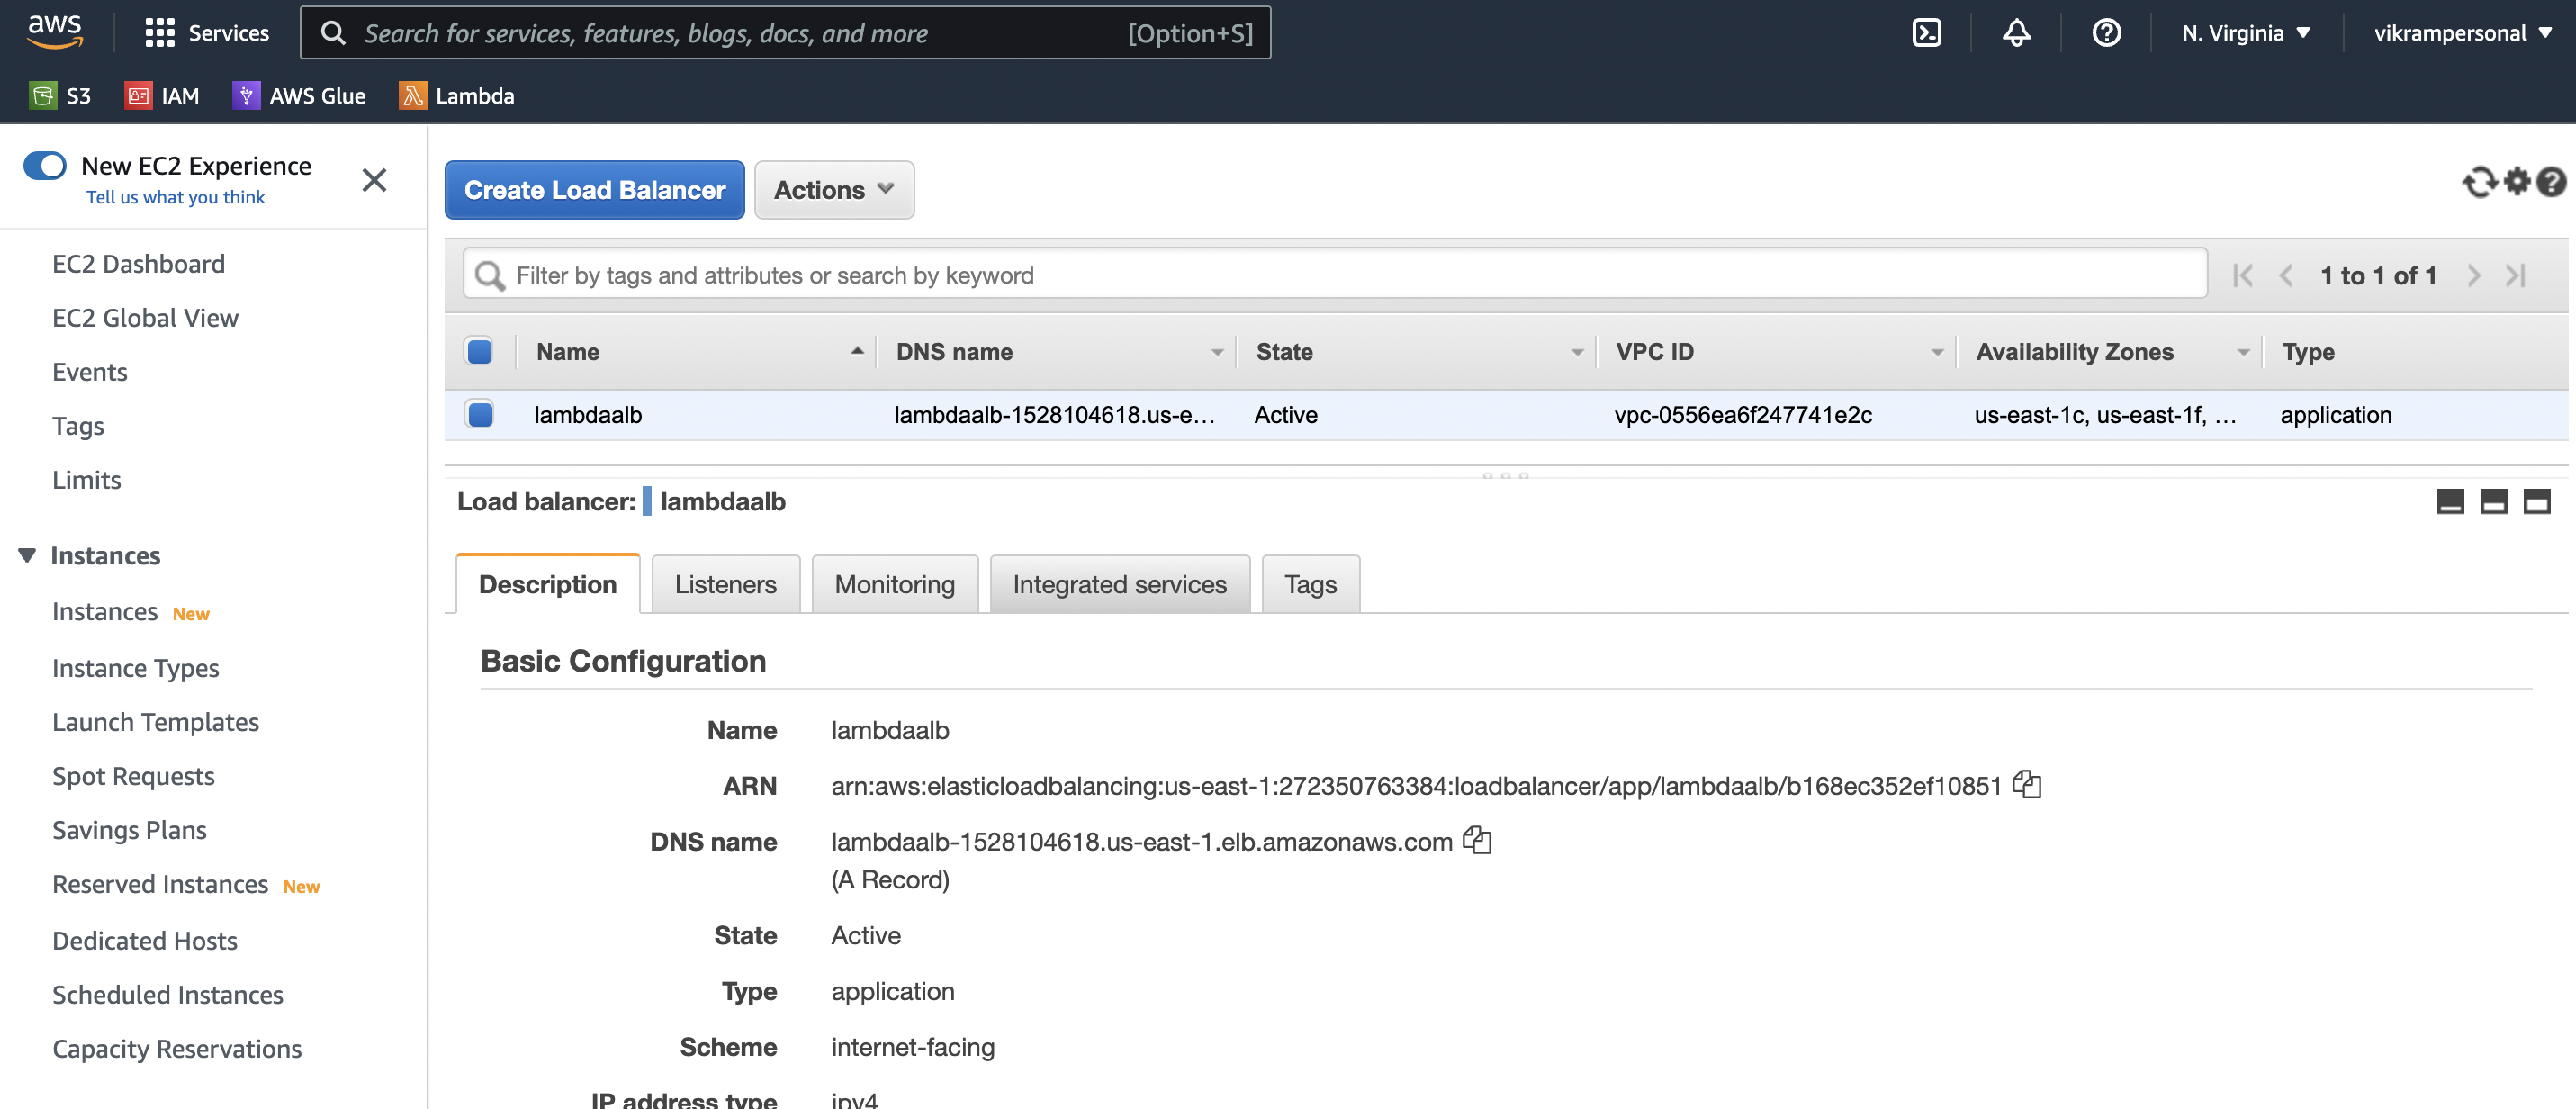 aws
Services
Search for services, features, blogs, docs, and more [Option+S]
N. Virginia
vikrampersonal
S3
IAM
AWS Glue
Lambda
New EC2 Experience
Tell us what you think
EC2 Dashboard
EC2 Global View
Events
Tags
Limits
Instances
Instances New
Instance Types
Launch Templates
Spot Requests
Savings Plans
Reserved Instances New
Dedicated Hosts
Scheduled Instances
Capacity Reservations
Create Load Balancer
Actions
Filter by tags and attributes or search by keyword
1 to 1 of 1
Name DNS name State VPC ID Availability Zones Type
lambdaalb lambdaalb-1528104618.us-e... Active vpc-0556ea6f247741e2c us-east-1c, us-east-1f, ... application
Load balancer: lambdaalb
Description Listeners Monitoring Integrated services Tags
Basic Configuration
Name lambdaalb
ARN arn:aws:elasticloadbalancing:us-east-1:272350763384:loadbalancer/app/lambdaalb/b168ec352ef10851
DNS name lambdaalb-1528104618.us-east-1.elb.amazonaws.com
(A Record)
State Active
Type application
Scheme internet-facing
IP address type ipv4